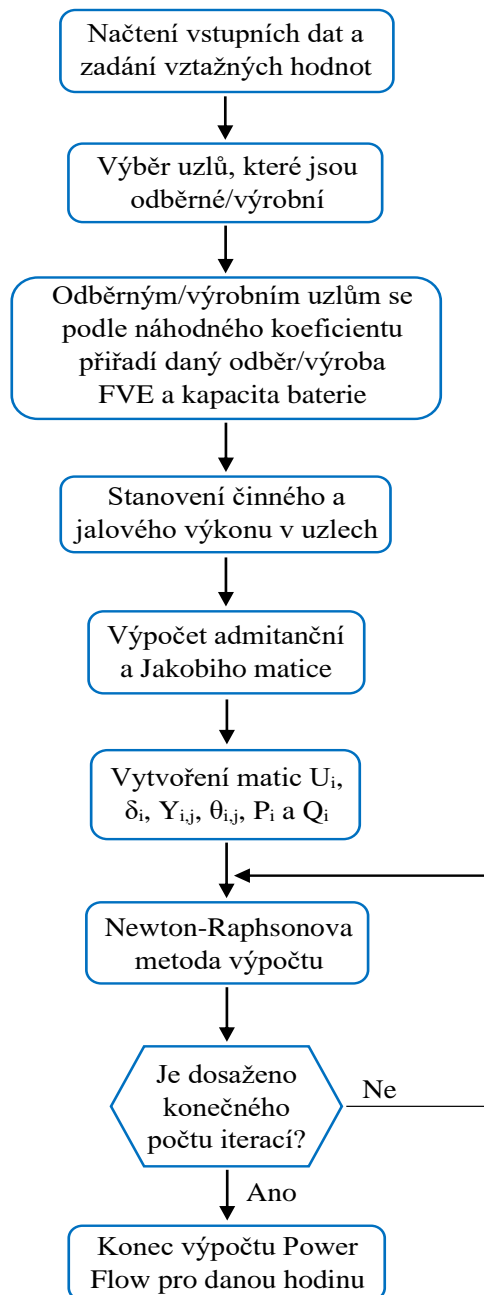 Načtení vstupních dat a
zadání vztažných hodnot
Výběr uzlů, které jsou
odběrné/výrobní
Odběrným/výrobním uzlům se
podle náhodného koeficientu
přiřadí daný odběr/výroba
FVE a kapacita baterie
Stanovení činného a
jalového výkonu v uzlech
Výpočet admitanční
a Jakobiho matice
Vytvoření matic Uᵢ,
δᵢ, Yᵢ,ⱼ, θᵢ,ⱼ, Pᵢ a Qᵢ
Newton-Raphsonova
metoda výpočtu
Je dosaženo
konečného
počtu iterací?
Ne
Ano
Konec výpočtu Power
Flow pro danou hodinu